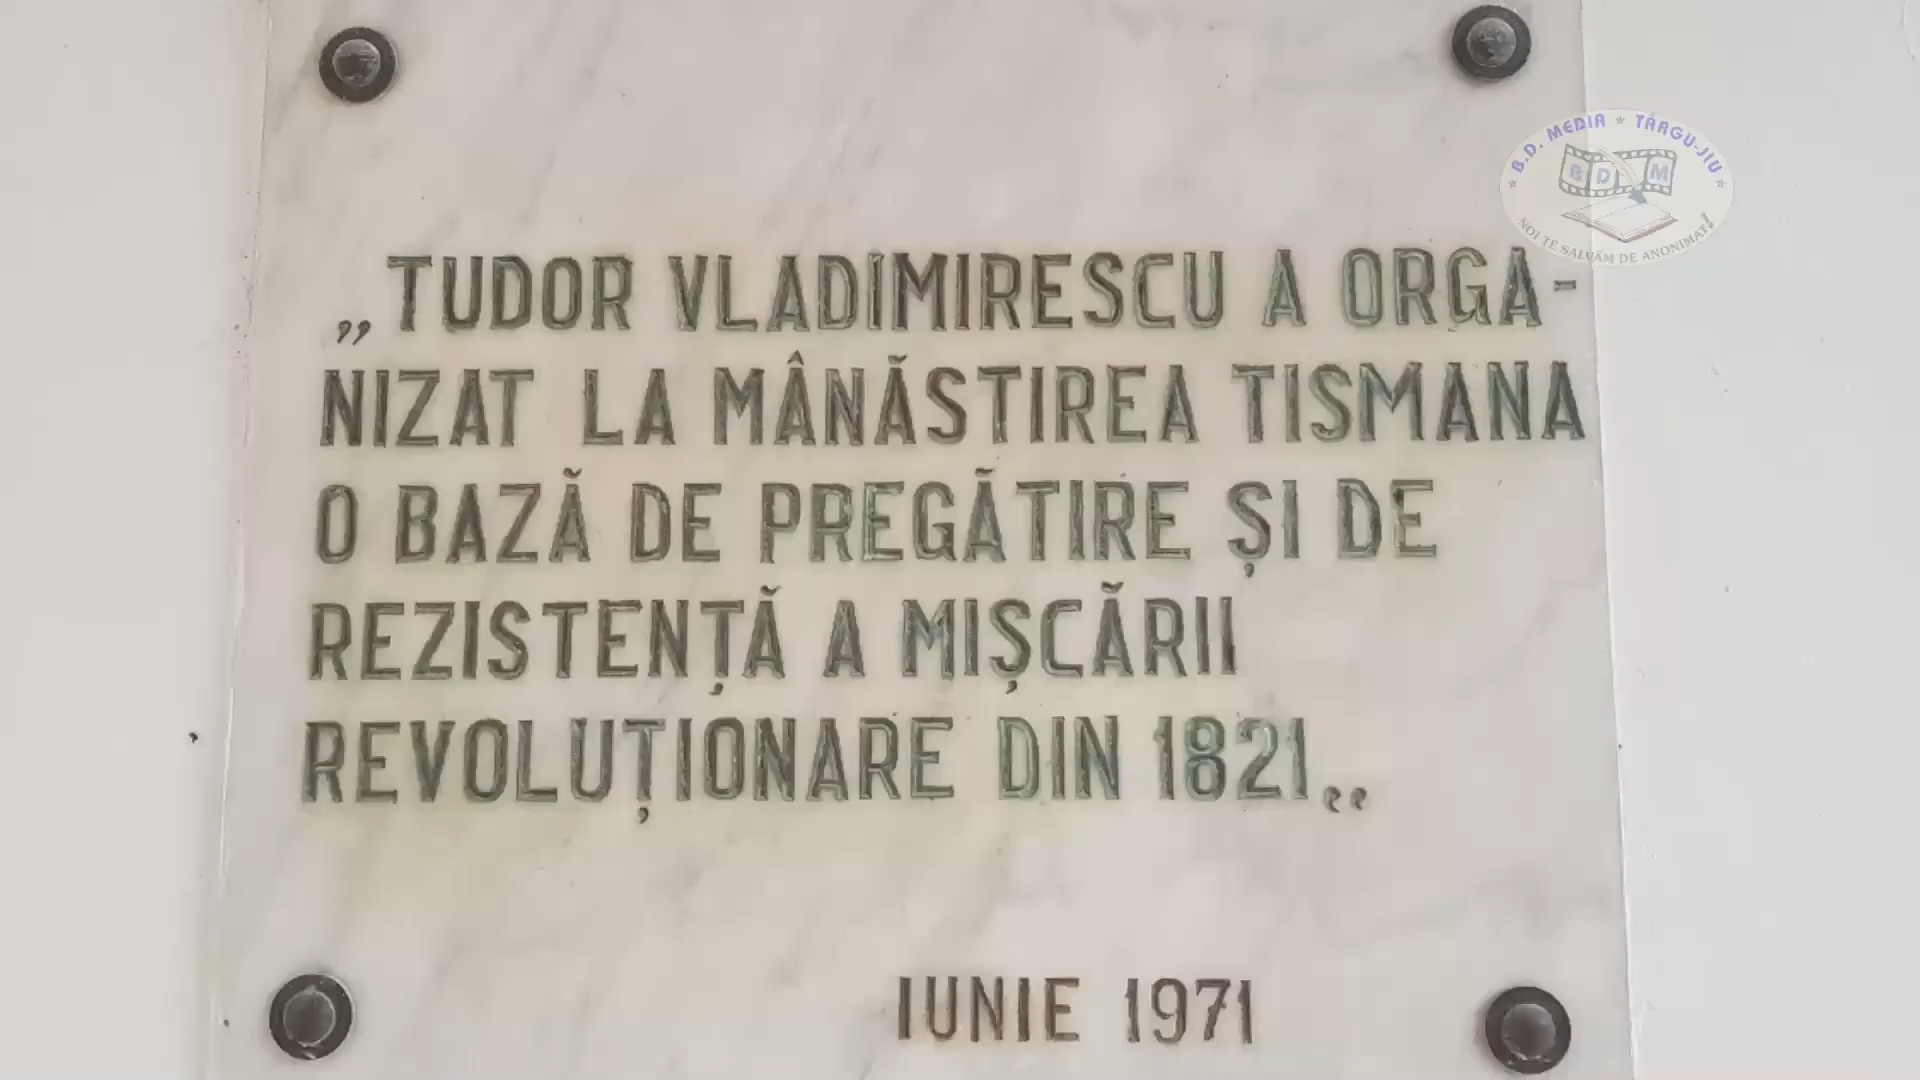 B.D. MEDIA * TÂRGU-JIU
BDM
NOI TE SALVĂM DE ANONIMAT!
„TUDOR VLADIMIRESCU A ORGA-
NIZAT LA MÂNĂSTIREA TISMANA
O BAZĂ DE PREGĂTIRE ȘI DE
REZISTENȚĂ A MIȘCĂRII
REVOLUȚIONARE DIN 1821„
IUNIE 1971